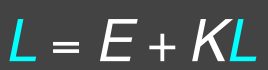 L = E + KL